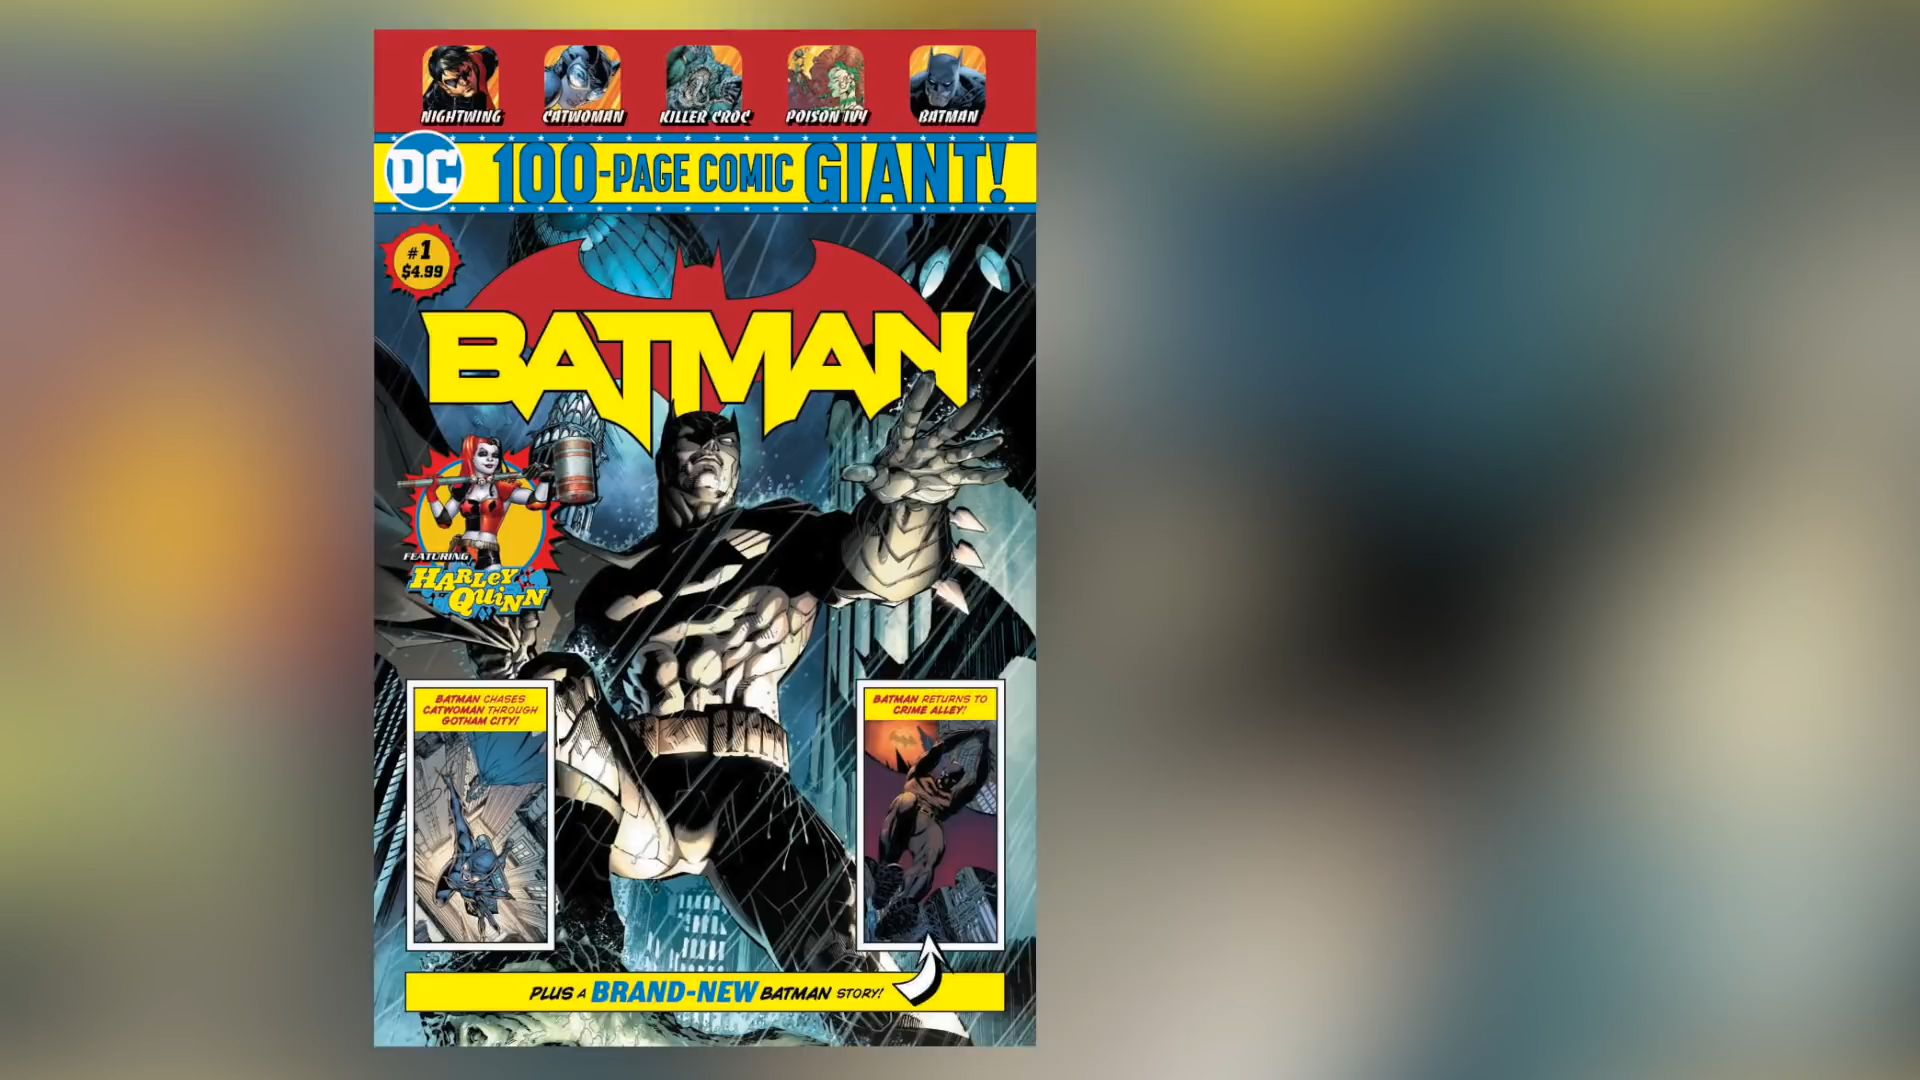 NIGHTWING CATWOMAN KILLER CROC POISON IVY BATMAN
DC 100-PAGE COMIC GIANT!
#1
$4.99
BATMAN
FEATURING
HARLEY
QUINN
BATMAN CHASES
CATWOMAN THROUGH
GOTHAM CITY!
BATMAN RETURNS TO
CRIME ALLEY!
PLUS A BRAND-NEW BATMAN STORY!